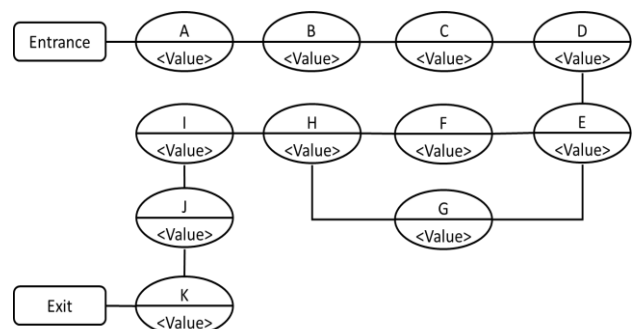 Entrance
A
<Value>
B
<Value>
C
<Value>
D
<Value>
I
<Value>
H
<Value>
F
<Value>
E
<Value>
J
<Value>
G
<Value>
Exit
K
<Value>